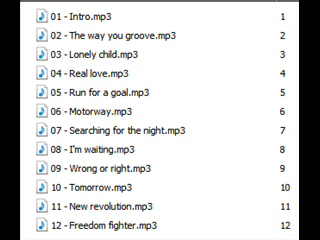 01 - Intro.mp3 1
02 - The way you groove.mp3 2
03 - Lonely child.mp3 3
04 - Real love.mp3 4
05 - Run for a goal.mp3 5
06 - Motorway.mp3 6
07 - Searching for the night.mp3 7
08 - I'm waiting.mp3 8
09 - Wrong or right.mp3 9
10 - Tomorrow.mp3 10
11 - New revolution.mp3 11
12 - Freedom fighter.mp3 12